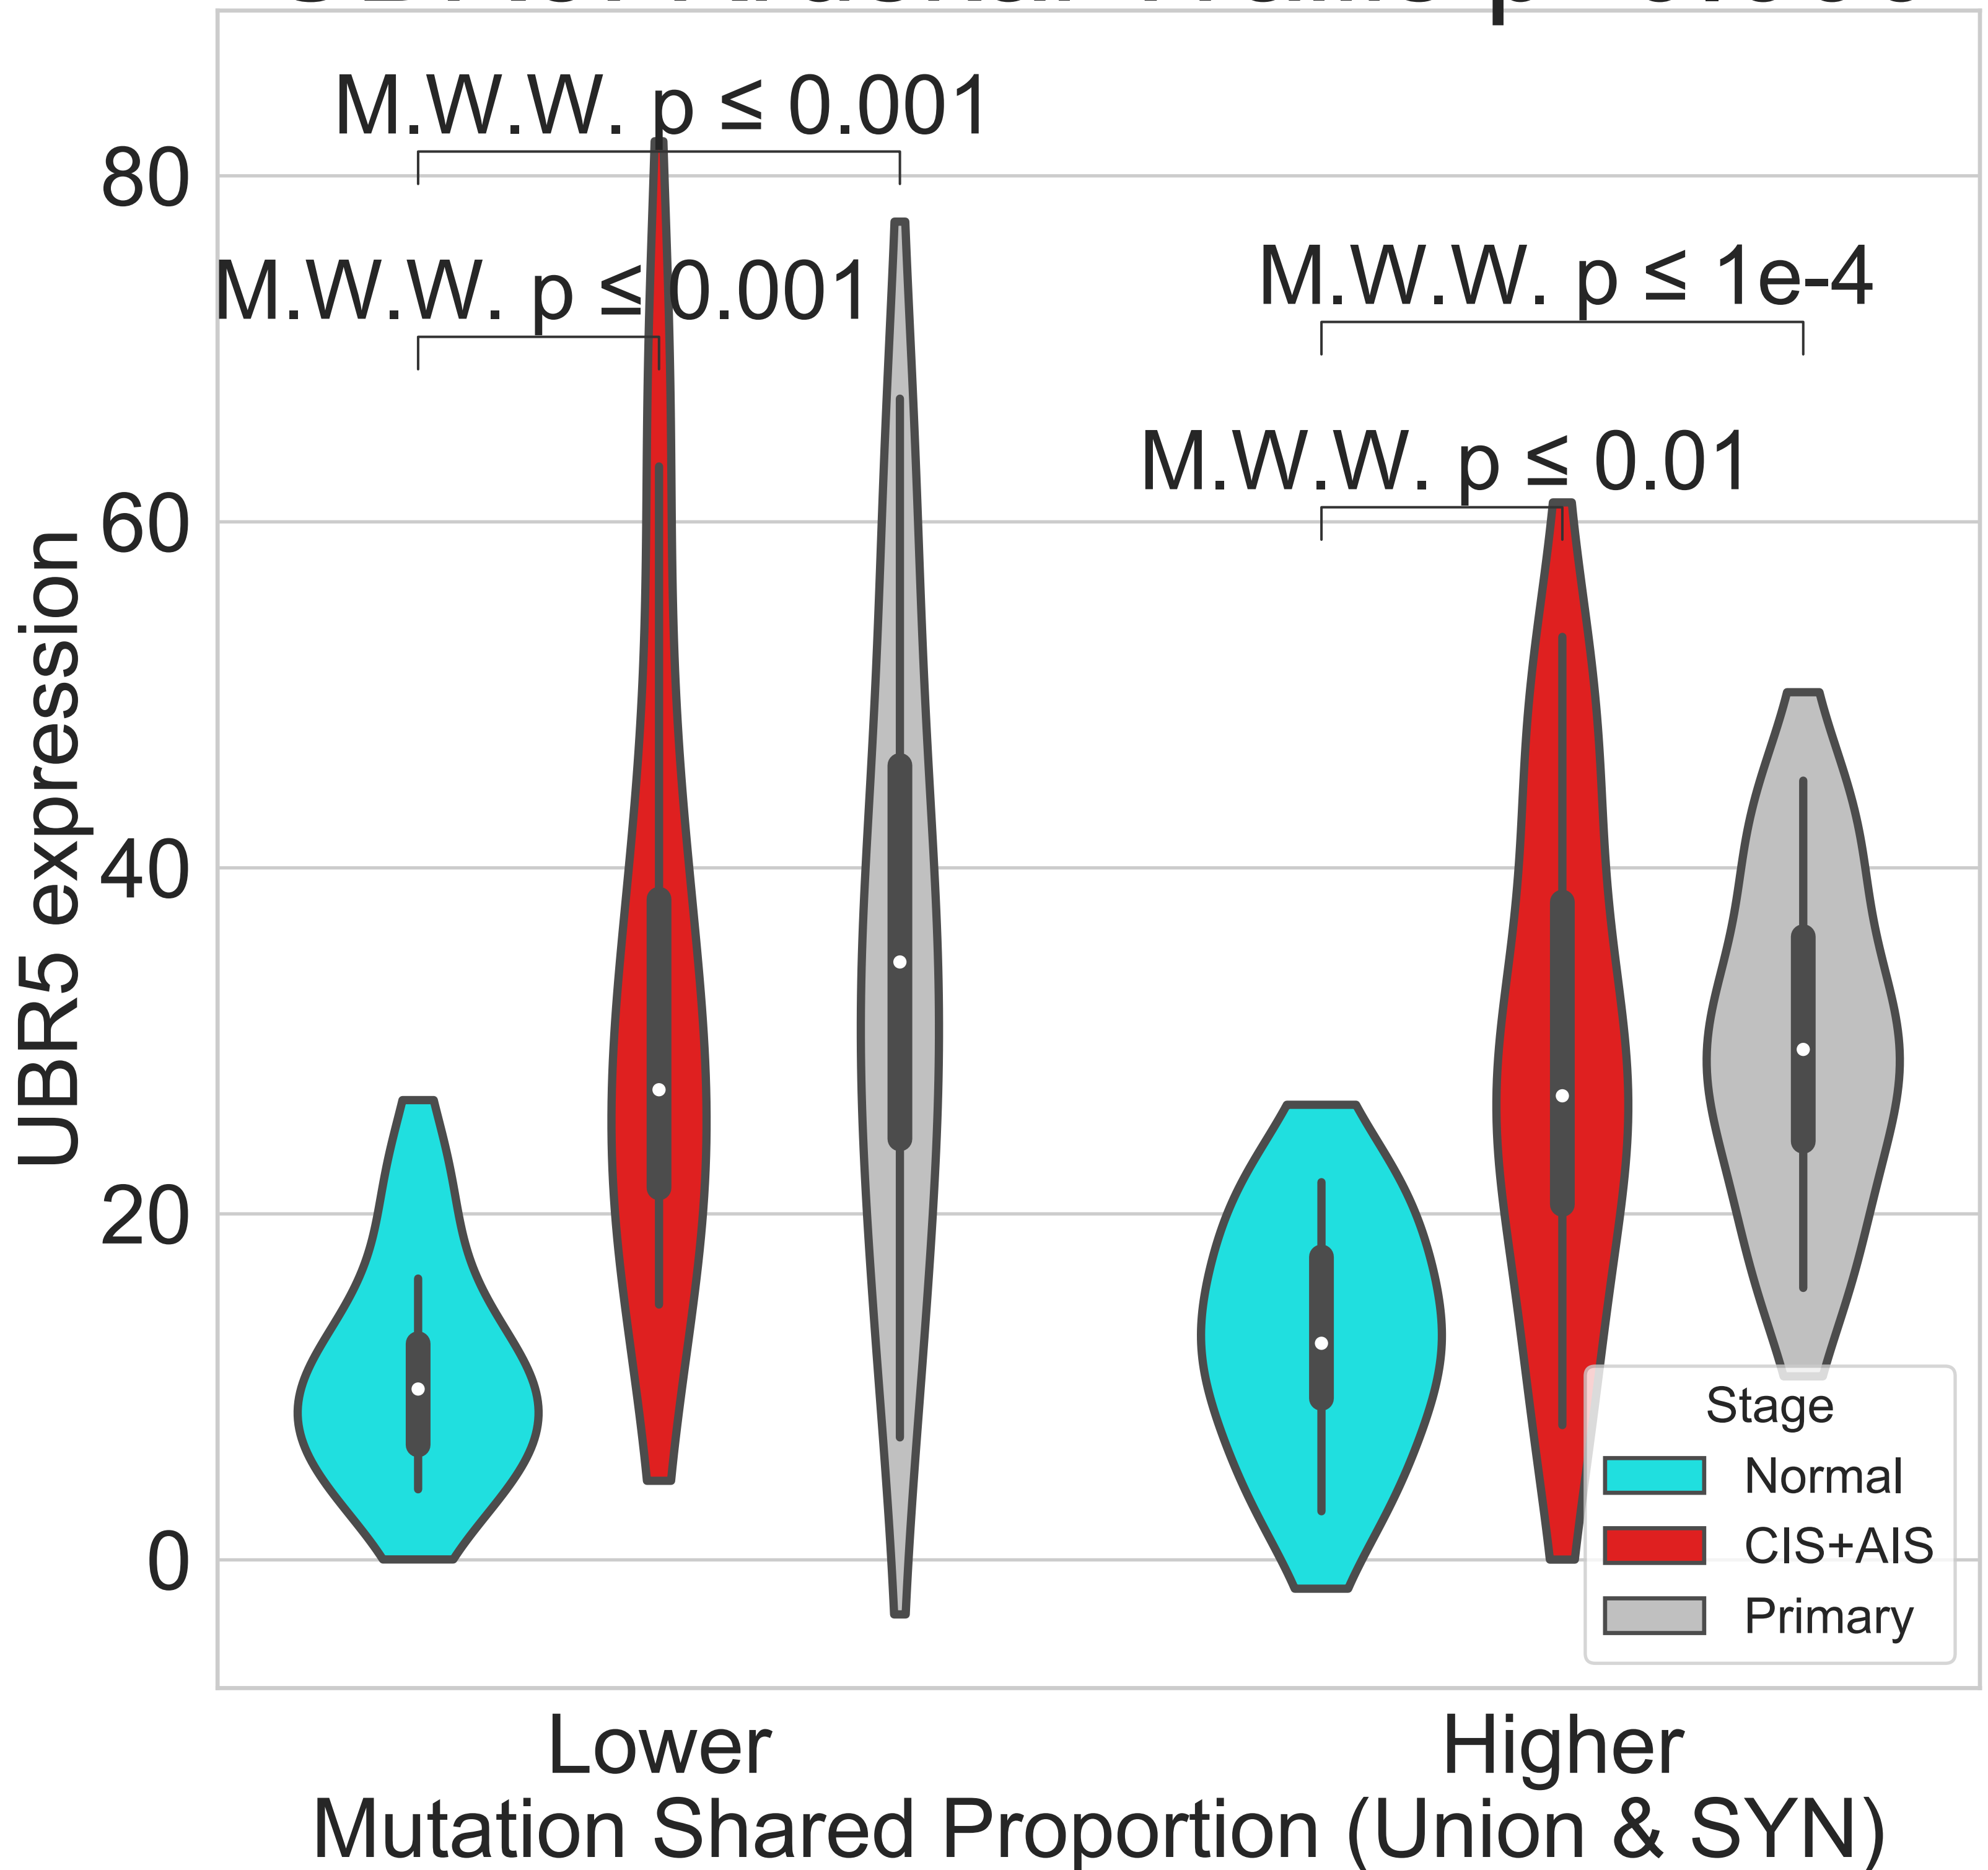 M.W.W. p ≤ 0.001
80
M.W.W. p ≤ 0.001
M.W.W. p ≤ 1e-4
M.W.W. p ≤ 0.01
60
UBR5 expression
40
20
0
Stage
Normal
CIS+AIS
Primary
Lower
Higher
Mutation Shared Proportion (Union & SYN)